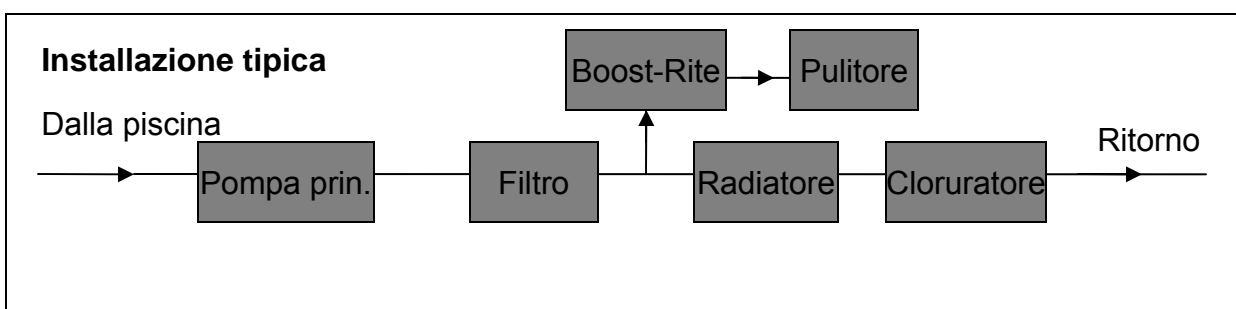 Installazione tipica
Boost-Rite
Pulitore
Dalla piscina
Ritorno
Pompa prin.
Filtro
Radiatore
Cloruratore